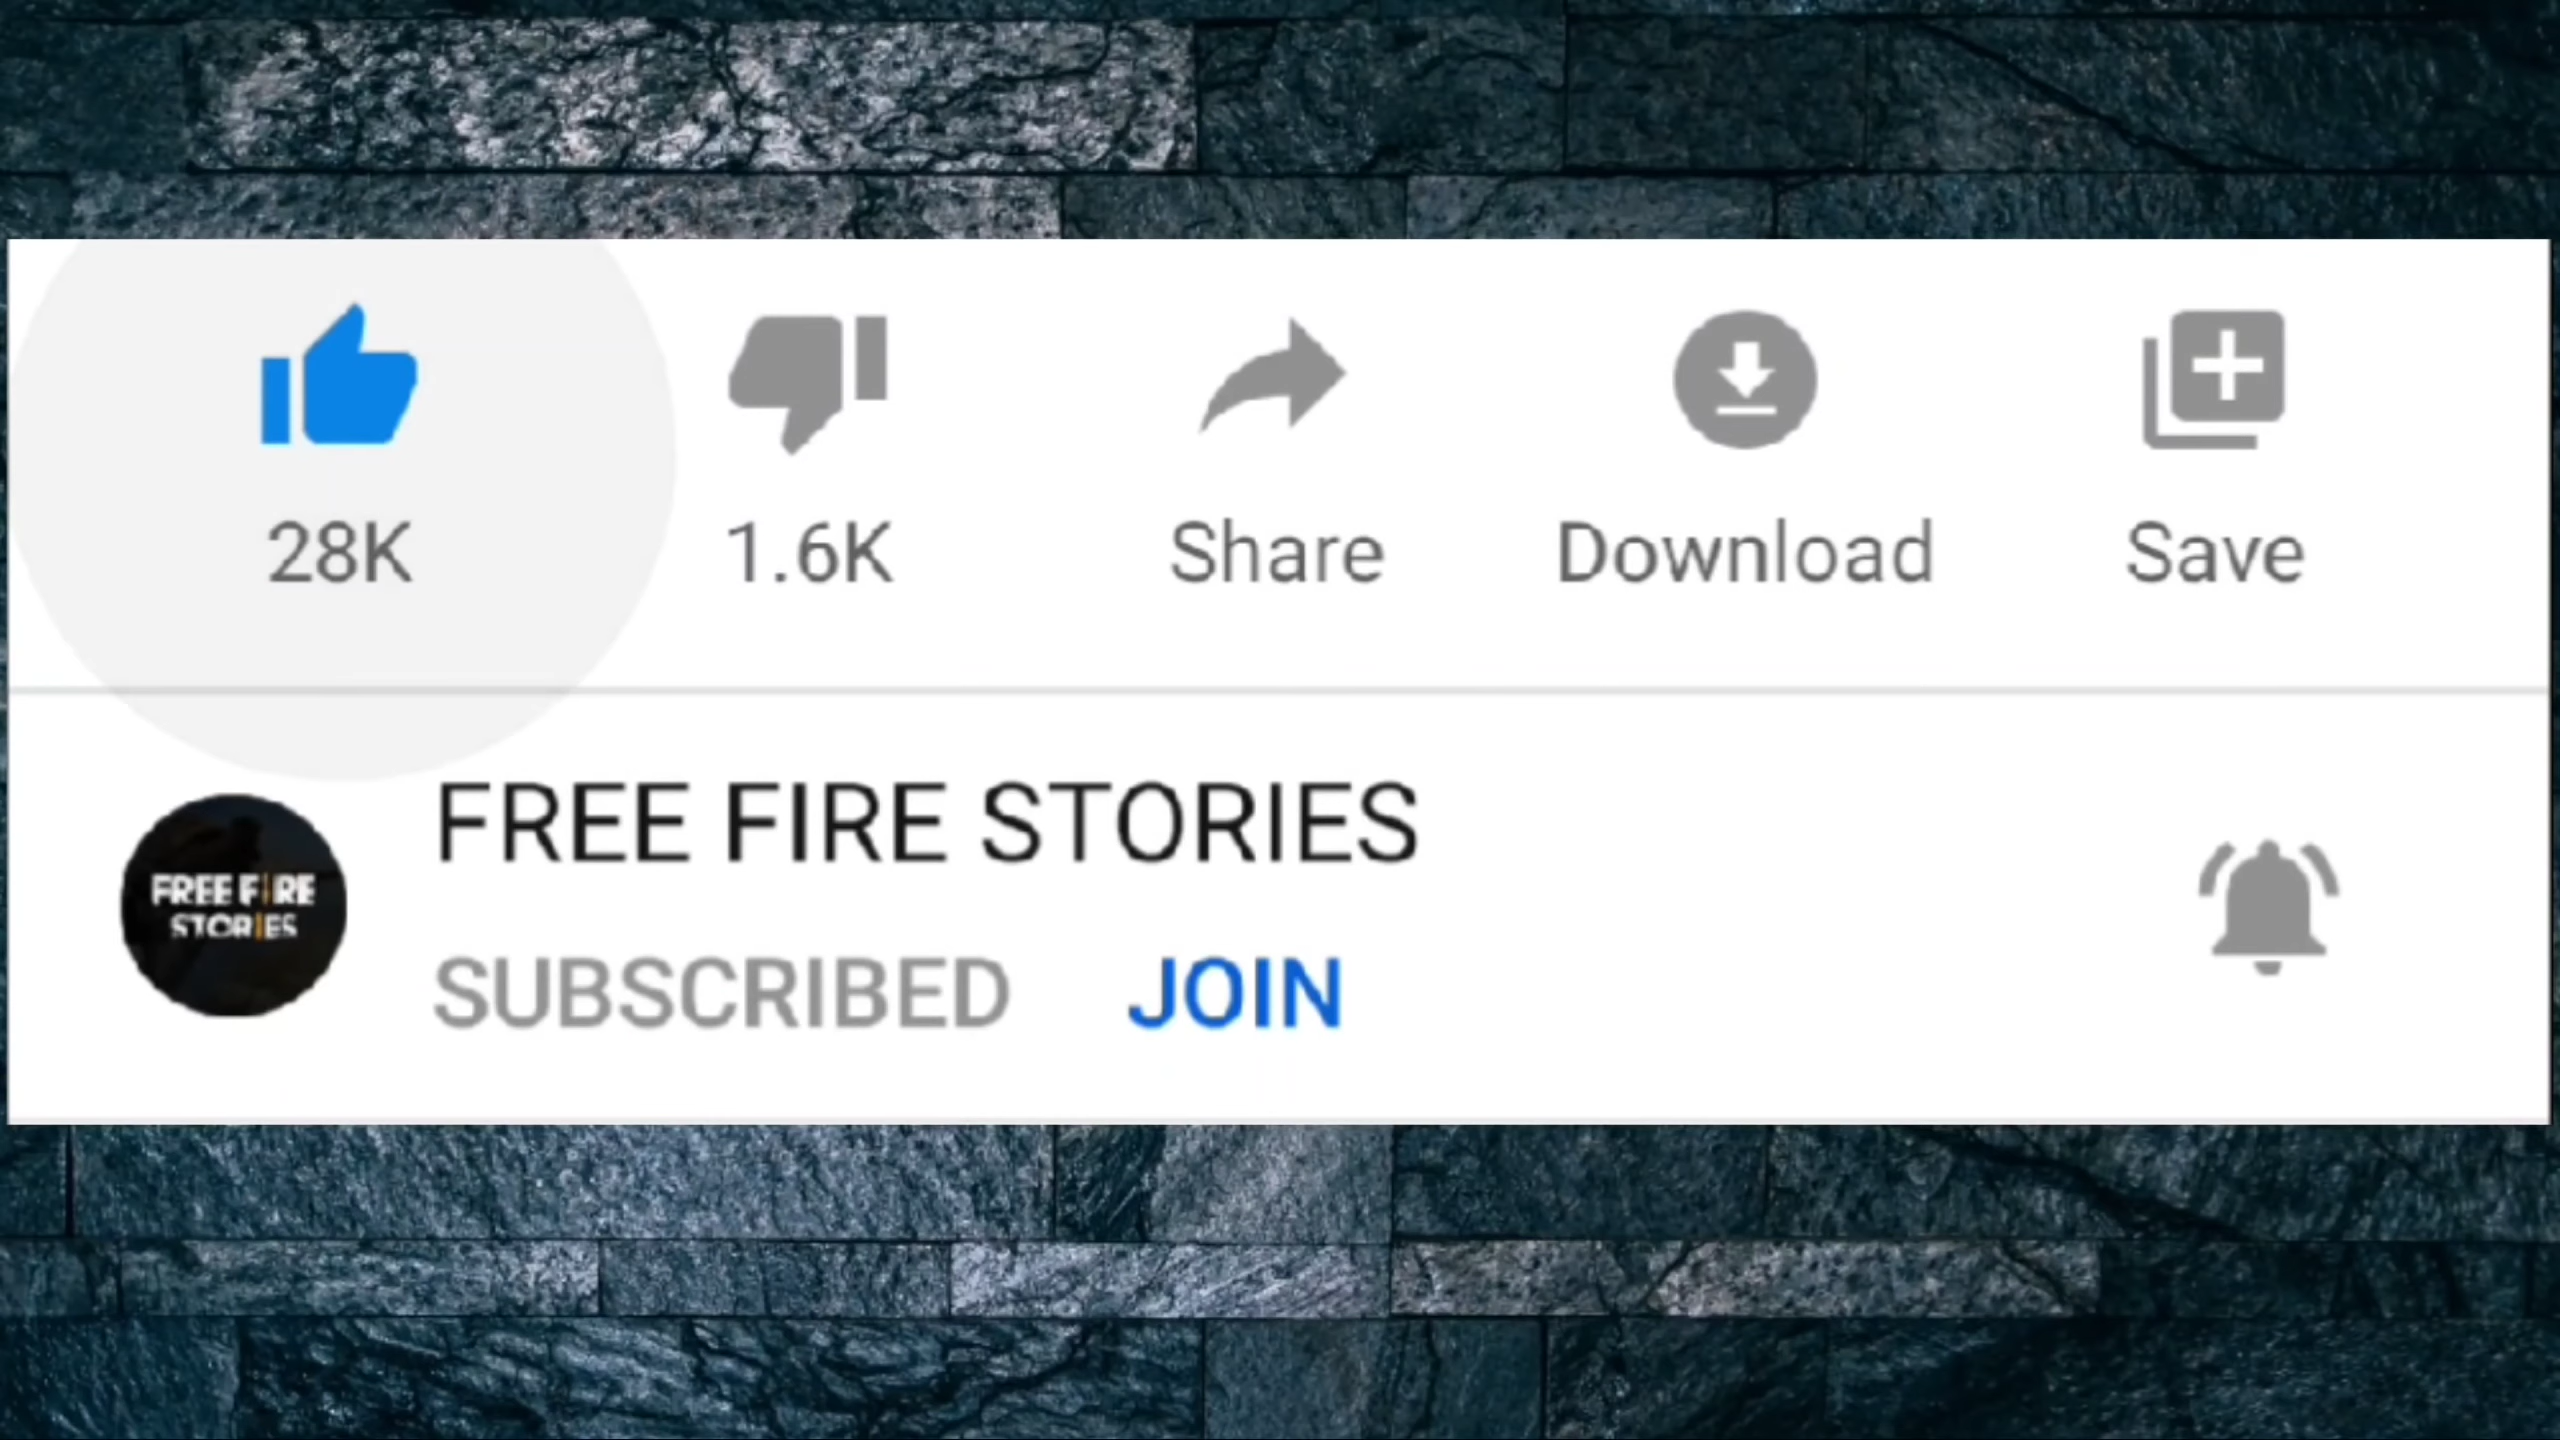 28K 1.6K Share Download Save
FREE FIRE STORIES
FREE FIRE
STORIES
SUBSCRIBED JOIN